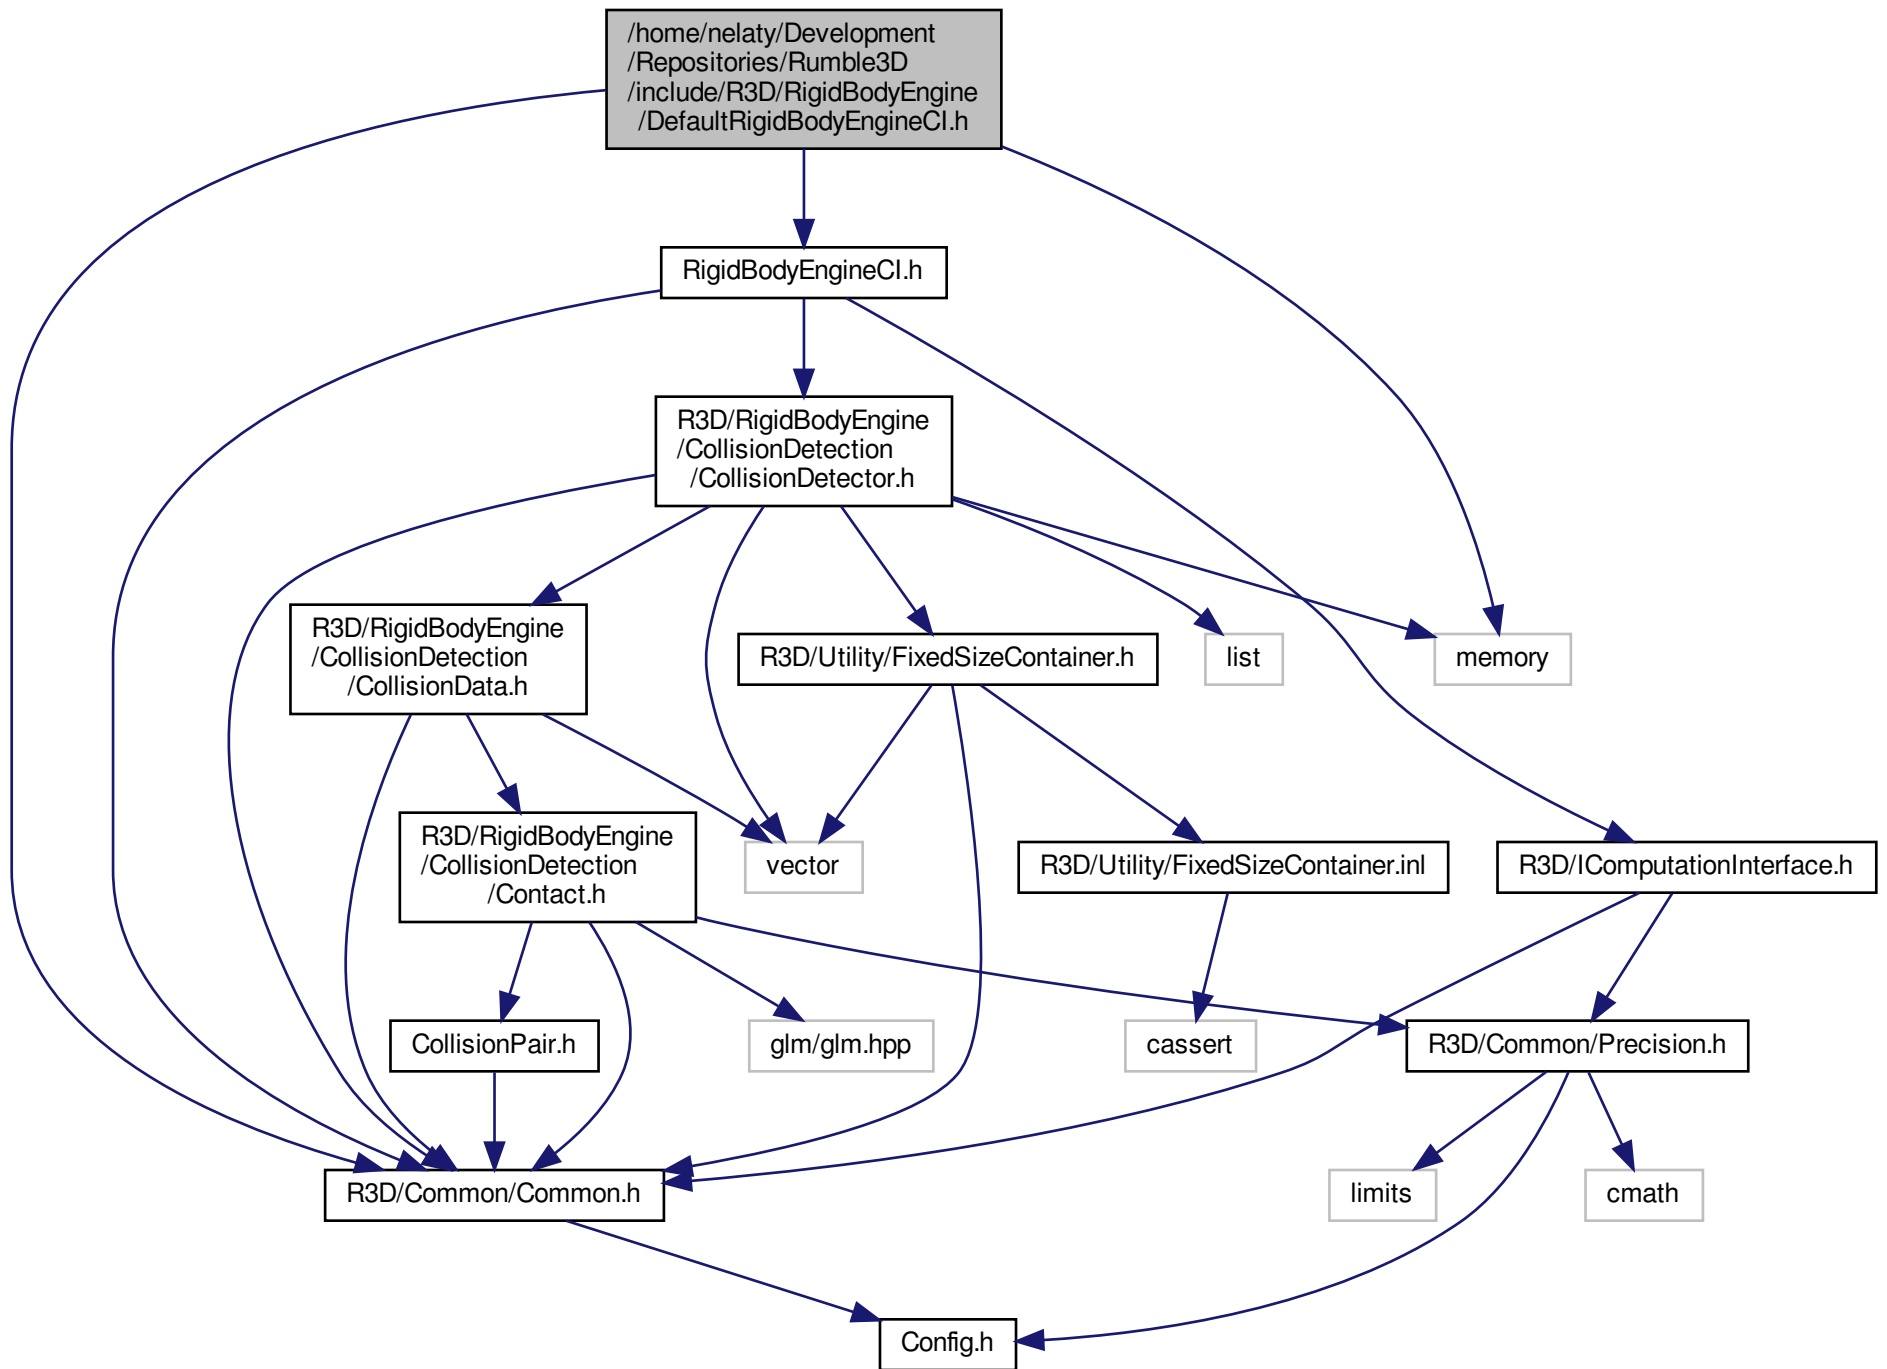 /home/nelaty/Development
/Repositories/Rumble3D
/include/R3D/RigidBodyEngine
/DefaultRigidBodyEngineCI.h
RigidBodyEngineCI.h
R3D/RigidBodyEngine
/CollisionDetection
/CollisionDetector.h
R3D/RigidBodyEngine
/CollisionDetection
/CollisionData.h
R3D/Utility/FixedSizeContainer.h
list
memory
R3D/RigidBodyEngine
/CollisionDetection
/Contact.h
vector
R3D/Utility/FixedSizeContainer.inl
R3D/IComputationInterface.h
CollisionPair.h
glm/glm.hpp
cassert
R3D/Common/Precision.h
R3D/Common/Common.h
limits
cmath
Config.h